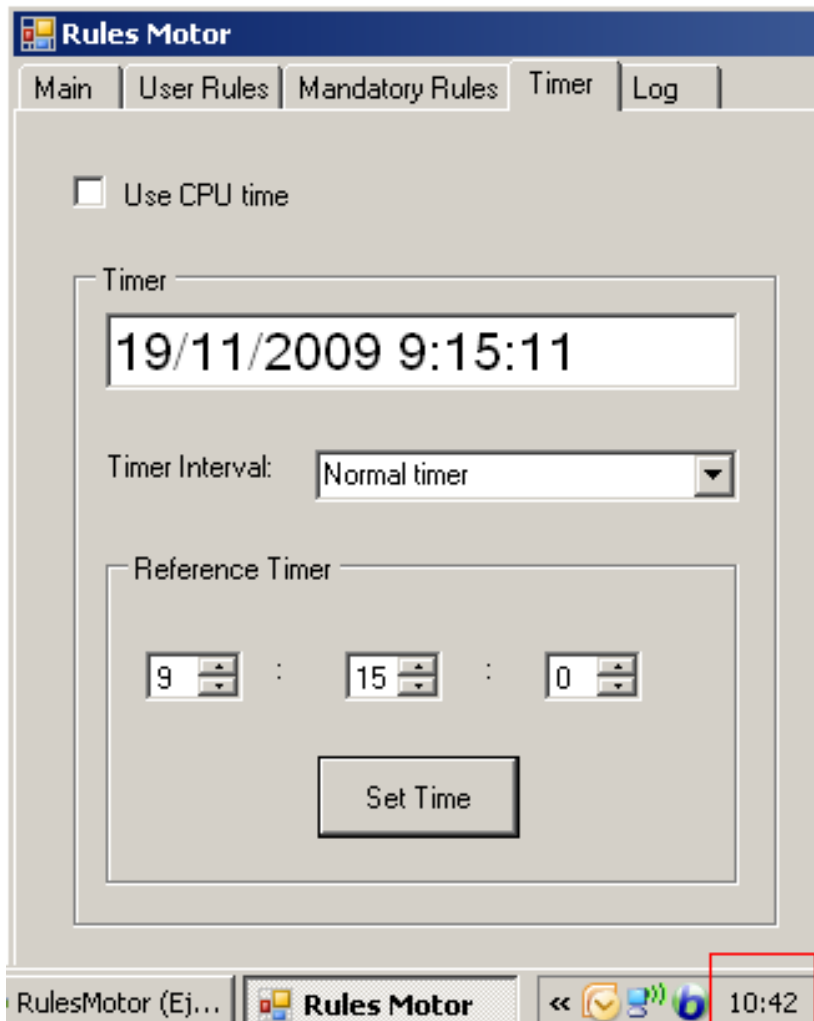 Rules Motor
Main User Rules Mandatory Rules Timer Log
Use CPU time
Timer
19/11/2009 9:15:11
Timer Interval: Normal timer
Reference Timer
9 : 15 : 0
Set Time
RulesMotor (Ej... Rules Motor « 10:42